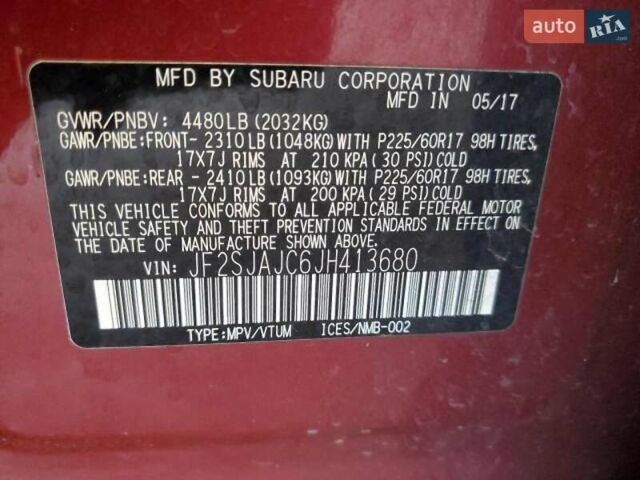 auto RIA
.com
MFD BY SUBARU CORPORATION
MFD IN 05/17
GVWR/PNBV: 4480LB(2032KG)
GAWR/PNBE:FRONT- 2310LB(1048KG)WITH P225/60R17 98H TIRES,
17X7J RIMS AT 210 KPA(30 PSI)COLD
GAWR/PNBE:REAR - 2410LB(1093KG)WITH P225/60R17 98H TIRES,
17X7J RIMS AT 200 KPA(29 PSI)COLD
THIS VEHICLE CONFORMS TO ALL APPLICABLE FEDERAL MOTOR
VEHICLE SAFETY AND THEFT PREVENTION STANDARDS IN EFFECT ON
THE DATE OF MANUFACTURE SHOWN ABOVE.
VIN: JF2SJAJC6JH413680
TYPE:MPV/VTUM ICES/NMB-002